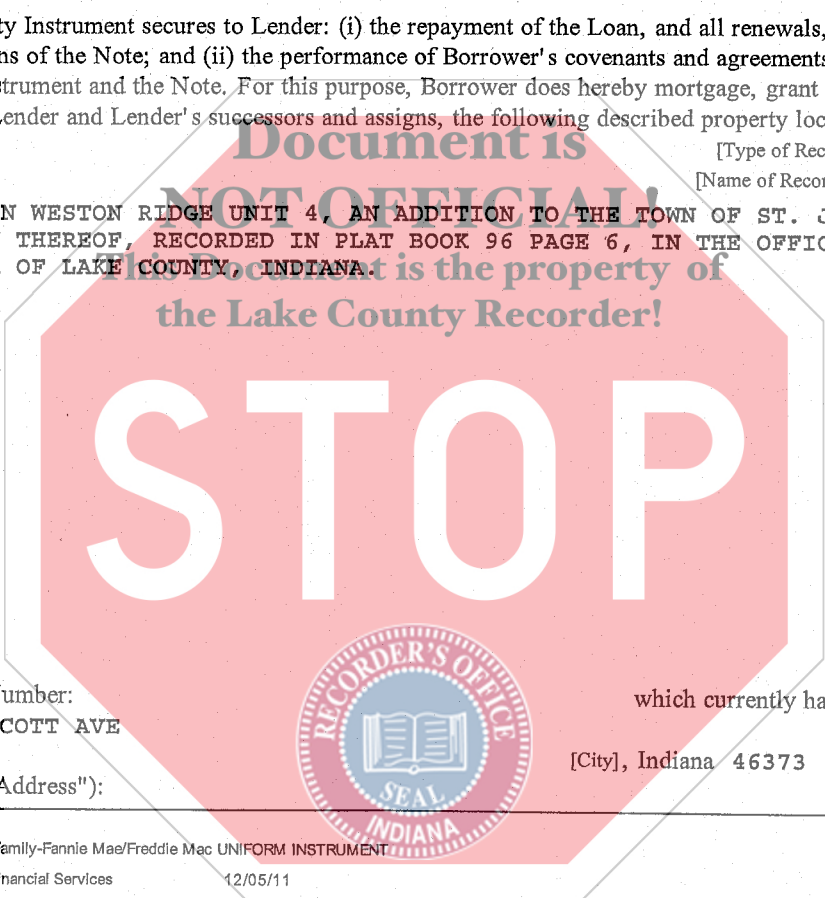 ty Instrument secures to Lender: (i) the repayment of the Loan, and all renewals,
ns of the Note; and (ii) the performance of Borrower's covenants and agreements
strument and the Note. For this purpose, Borrower does hereby mortgage, grant
Lender and Lender's successors and assigns, the following described property loc
Document is
[Type of Rec
[Name of Recor
NOT OFFICIAL!
N WESTON RIDGE UNIT 4, AN ADDITION TO THE TOWN OF ST. J
THEREOF, RECORDED IN PLAT BOOK 96 PAGE 6, IN THE OFFIC
OF LAKE COUNTY, INDIANA.
This Document is the property of
the Lake County Recorder!
STOP
RECORDER'S OFFICE
SEAL
INDIANA
umber:
which currently ha
COTT AVE
[City], Indiana 46373
Address"):
amily-Fannie Mae/Freddie Mac UNIFORM INSTRUMENT
nancial Services 12/05/11